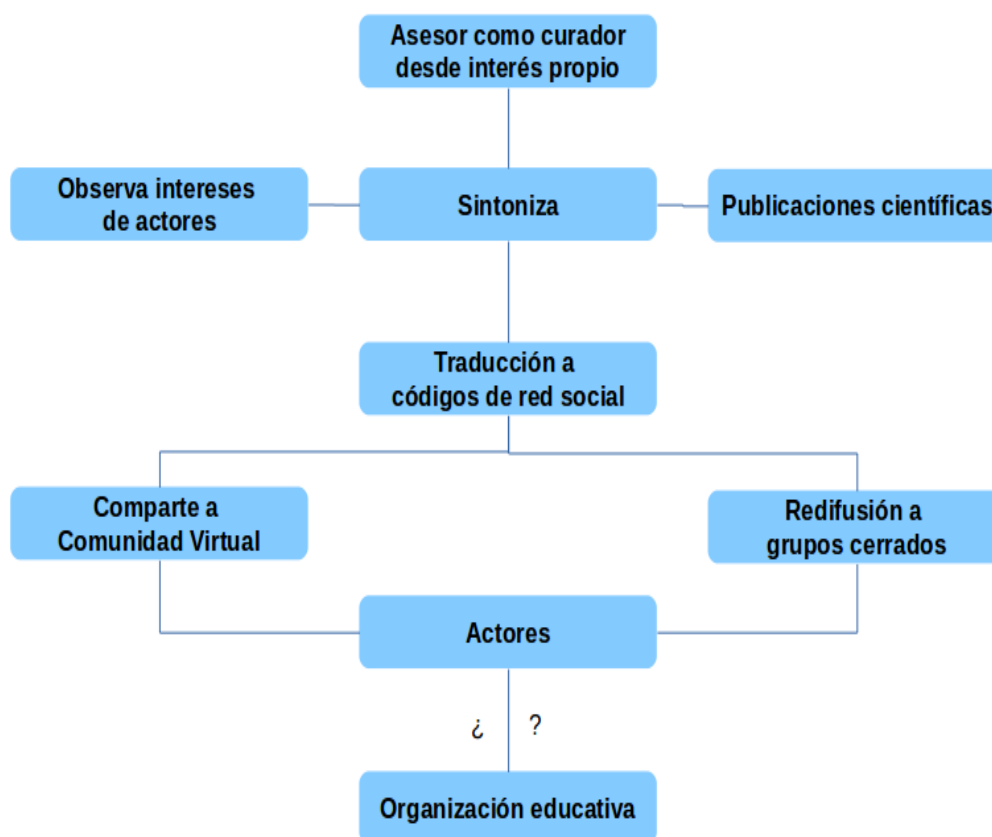 Asesor como curador
desde interés propio
Observa intereses
de actores
Sintoniza
Publicaciones científicas
Traducción a
códigos de red social
Comparte a
Comunidad Virtual
Redifusión a
grupos cerrados
Actores
¿ ?
Organización educativa